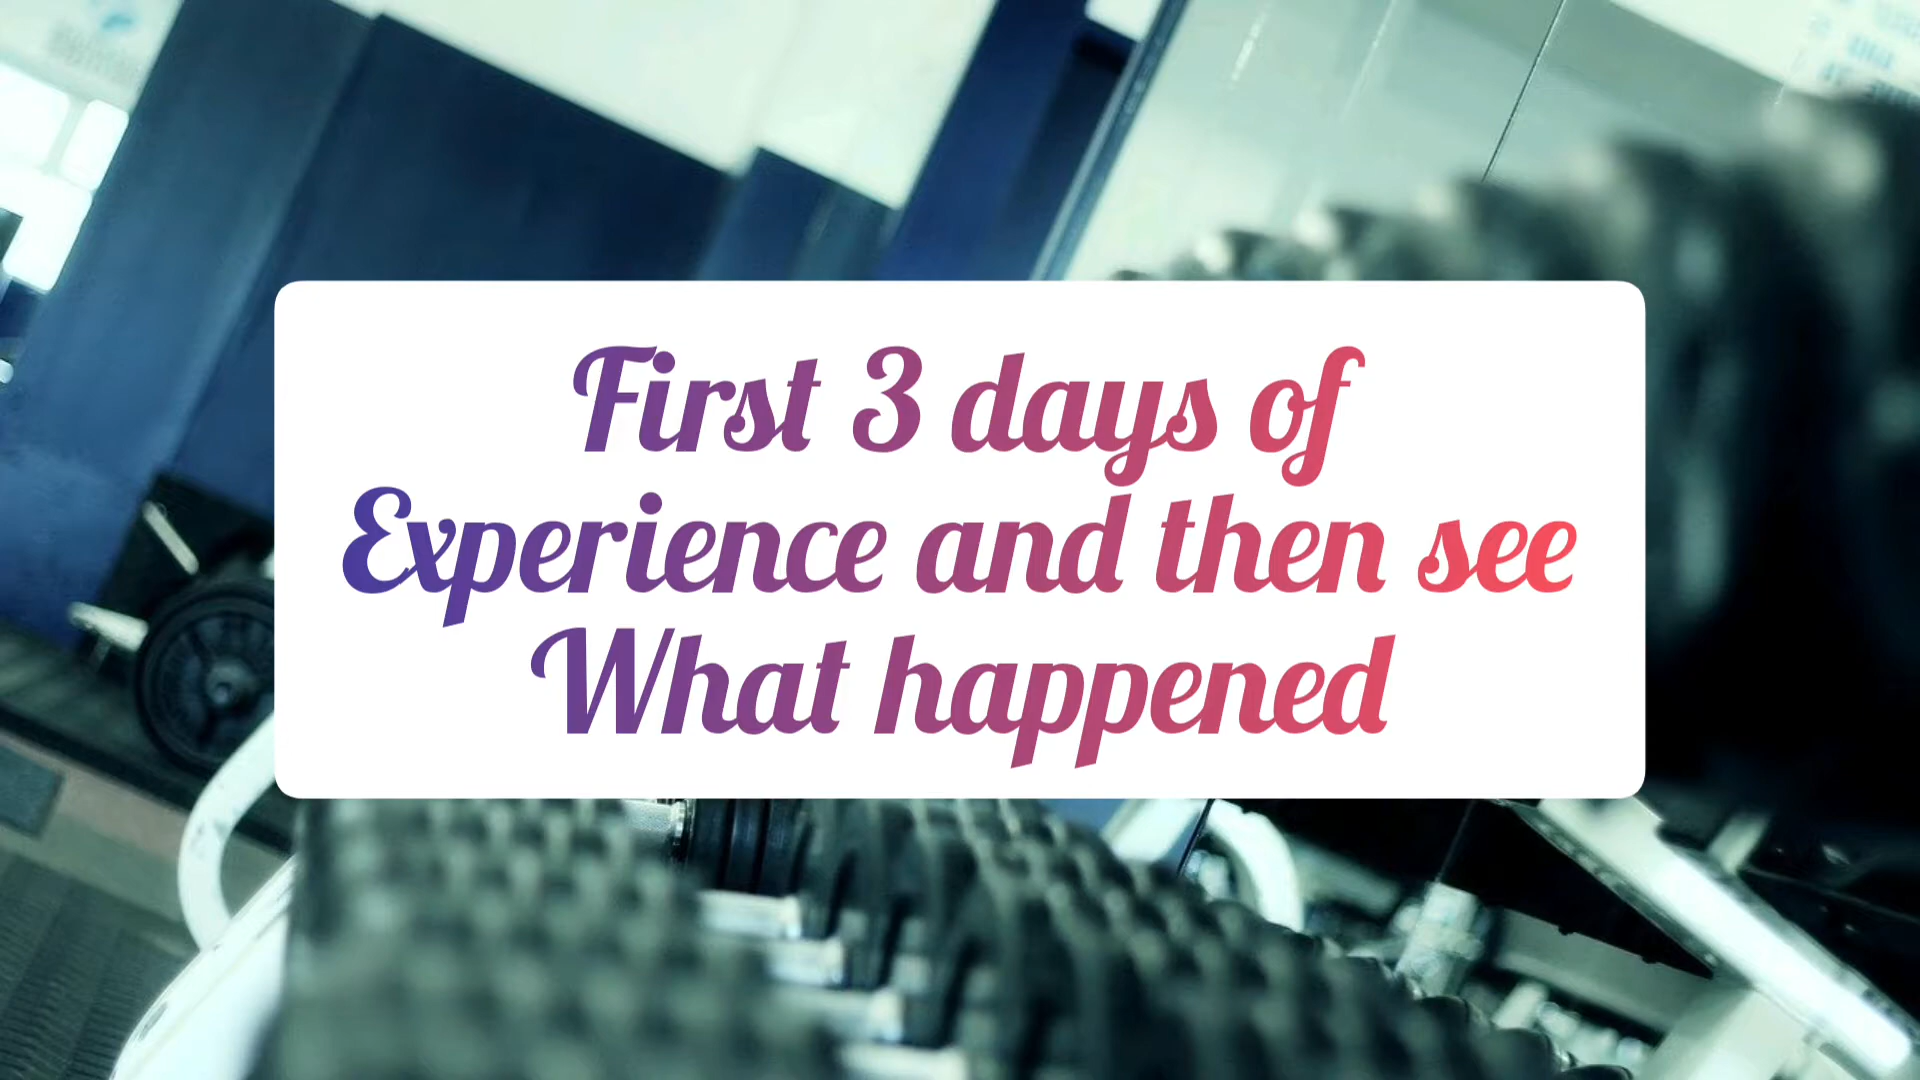 First 3 days of
Experience and then see
What happened